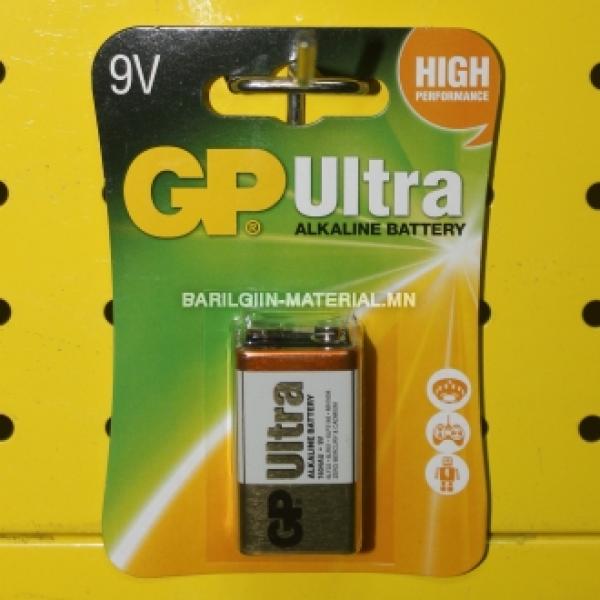 9V
HIGH
PERFORMANCE
GP Ultra
®
ALKALINE BATTERY
BARILGIIN-MATERIAL.MN
GP Ultra
ALKALINE BATTERY